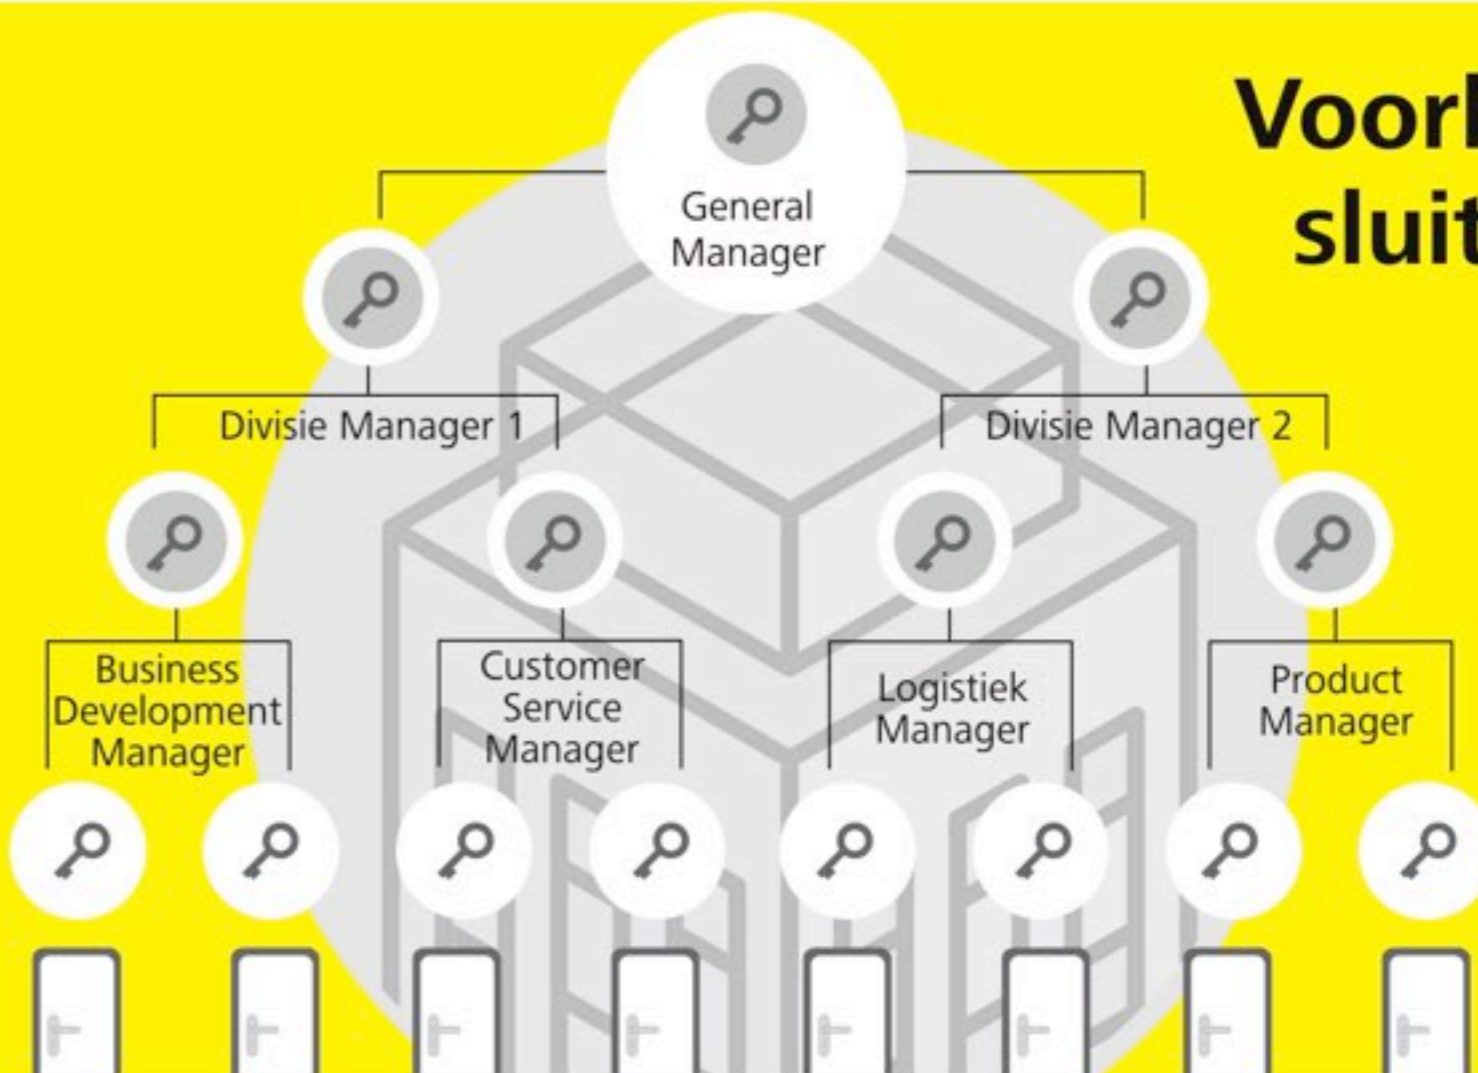 General
Manager
Divisie Manager 1
Divisie Manager 2
Business
Development
Manager
Customer
Service
Manager
Logistiek
Manager
Product
Manager
sluit